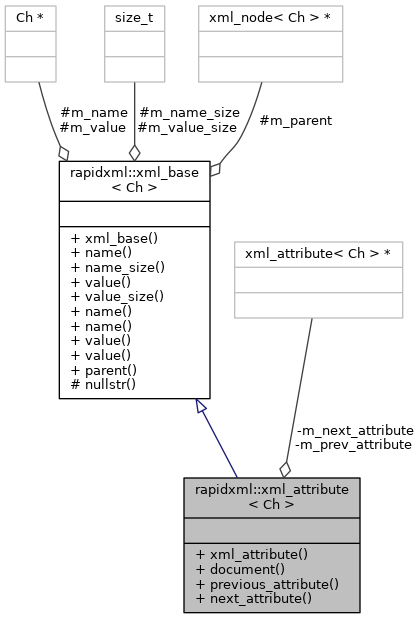 Ch *
size_t
xml_node< Ch > *
#m_name
#m_value
#m_name_size
#m_value_size
#m_parent
rapidxml::xml_base
< Ch >
+ xml_base()
+ name()
+ name_size()
+ value()
+ value_size()
+ name()
+ name()
+ value()
+ value()
+ parent()
# nullstr()
xml_attribute< Ch > *
-m_next_attribute
-m_prev_attribute
rapidxml::xml_attribute
< Ch >
+ xml_attribute()
+ document()
+ previous_attribute()
+ next_attribute()